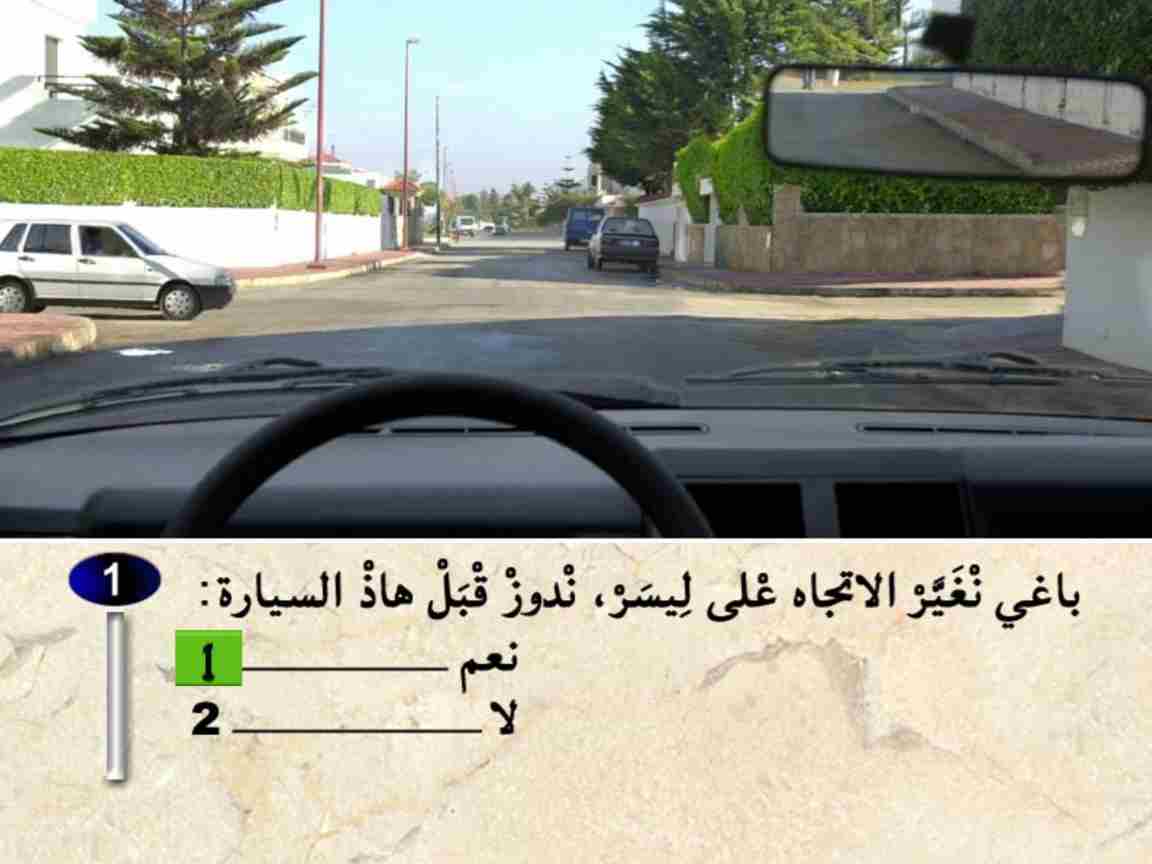 1
باغي نْغَيَّرْ الاتجاه عْلى لِيسَرْ، نْدوزْ قْبَلْ هاذْ السيارة:
نعم 1
لا 2